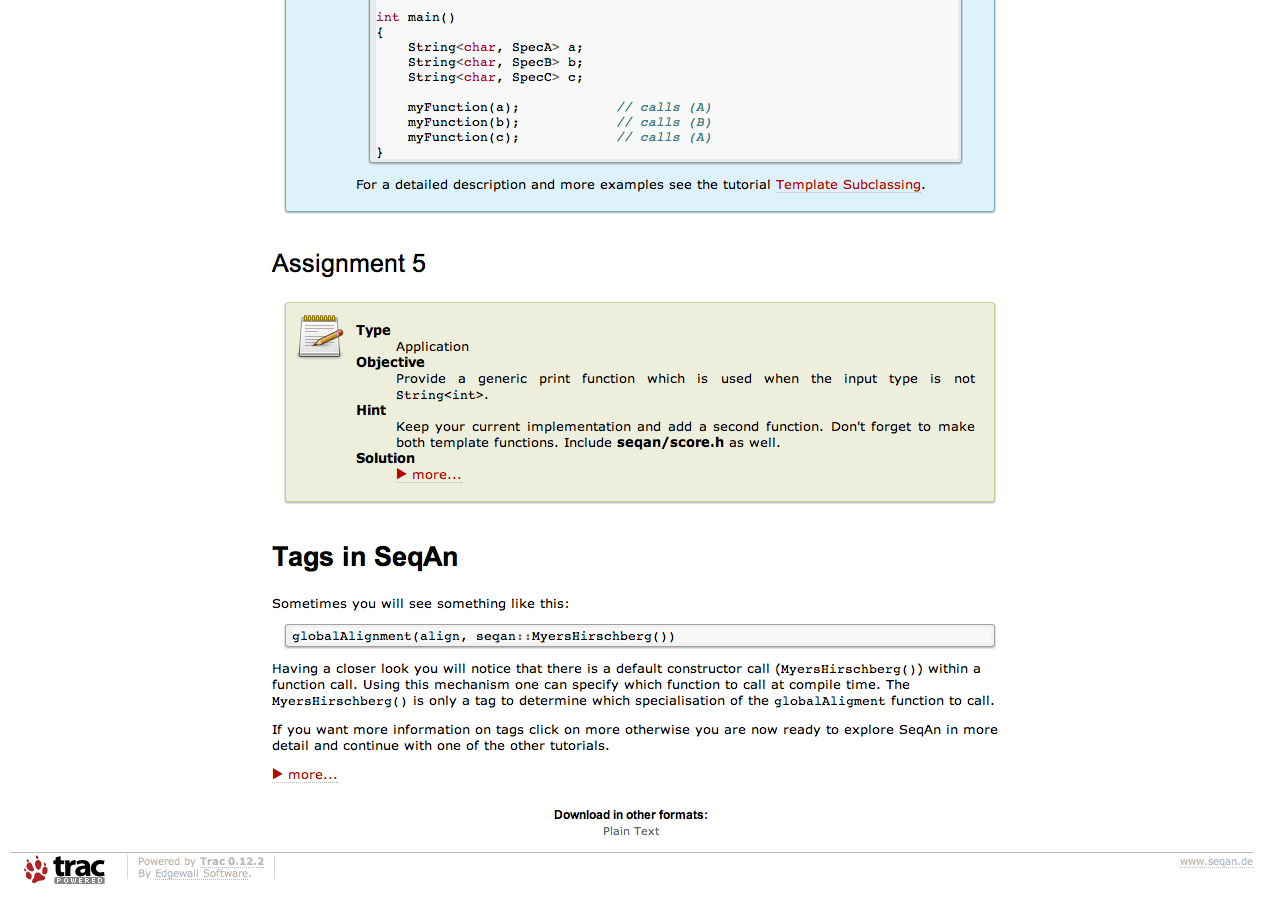 int main()
{
    String<char, SpecA> a;
    String<char, SpecB> b;
    String<char, SpecC> c;
    myFunction(a);            // calls (A)
    myFunction(b);            // calls (B)
    myFunction(c);            // calls (A)
}
For a detailed description and more examples see the tutorial Template Subclassing.
Assignment 5
Type
Application
Objective
Provide a generic print function which is used when the input type is not
String<int>.
Hint
Keep your current implementation and add a second function. Don't forget to make
both template functions. Include seqan/score.h as well.
Solution
more...
Tags in SeqAn
Sometimes you will see something like this:
globalAlignment(align, seqan::MyersHirschberg())
Having a closer look you will notice that there is a default constructor call (MyersHirschberg()) within a
function call. Using this mechanism one can specify which function to call at compile time. The
MyersHirschberg() is only a tag to determine which specialisation of the globalAligment function to call.
If you want more information on tags click on more otherwise you are now ready to explore SeqAn in more
detail and continue with one of the other tutorials.
more...
Download in other formats:
Plain Text
trac
POWERED
Powered by Trac 0.12.2
By Edgewall Software.
www.seqan.de